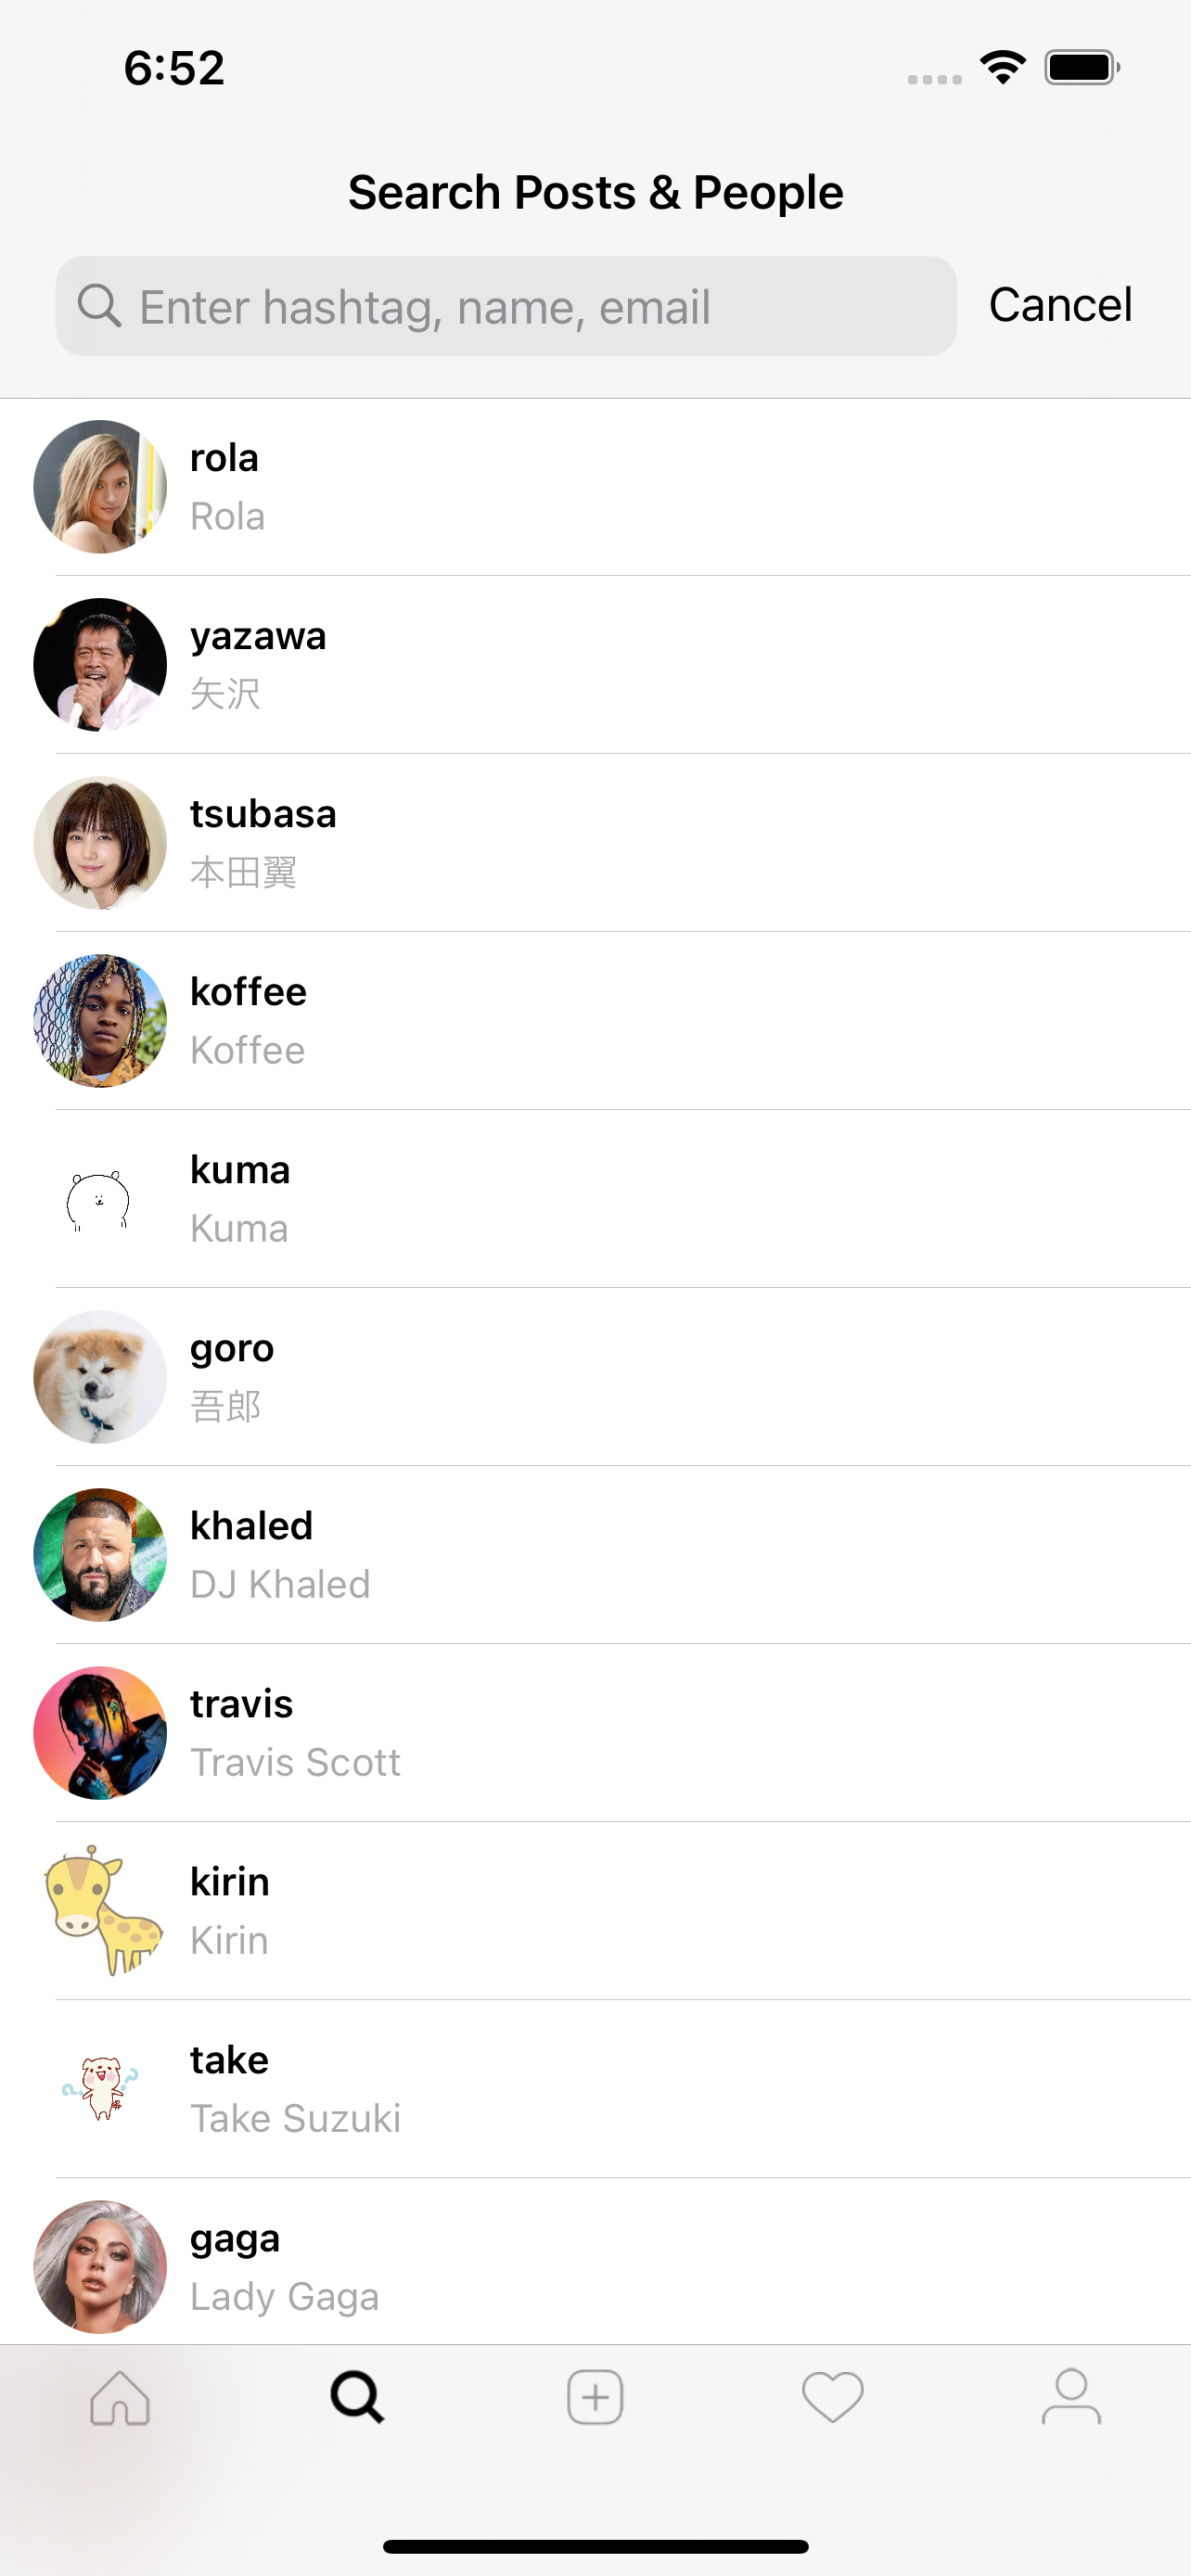 6:52
Search Posts & People
Enter hashtag, name, email
Cancel
rola
Rola
yazawa
矢沢
tsubasa
本田翼
koffee
Koffee
kuma
Kuma
goro
吾郎
khaled
DJ Khaled
travis
Travis Scott
kirin
Kirin
take
Take Suzuki
gaga
Lady Gaga